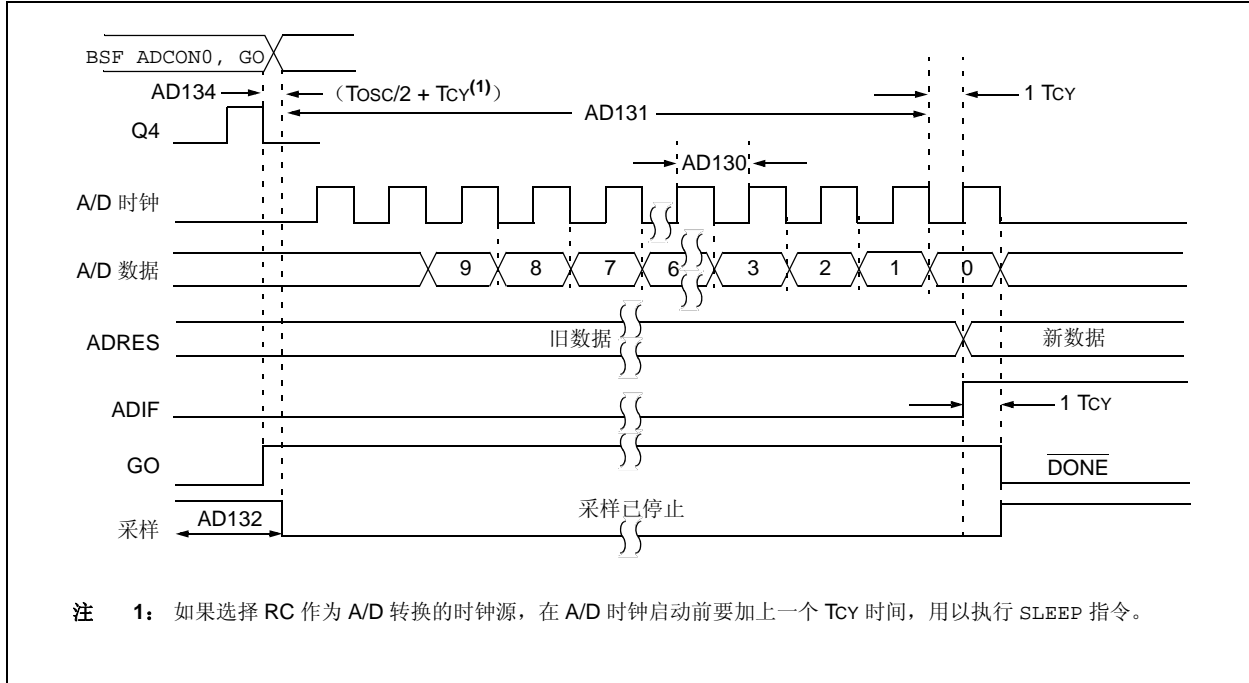 BSF ADCON0, GO
AD134
（TOSC/2 + TCY(1)）
1 TCY
AD131
Q4
AD130
A/D 时钟
A/D 数据
9 8 7 6 3 2 1 0
ADRES
旧数据
新数据
ADIF
1 TCY
GO
DONE
采样
AD132
采样已停止
注 1： 如果选择 RC 作为 A/D 转换的时钟源，在 A/D 时钟启动前要加上一个 TCY 时间，用以执行 SLEEP 指令。